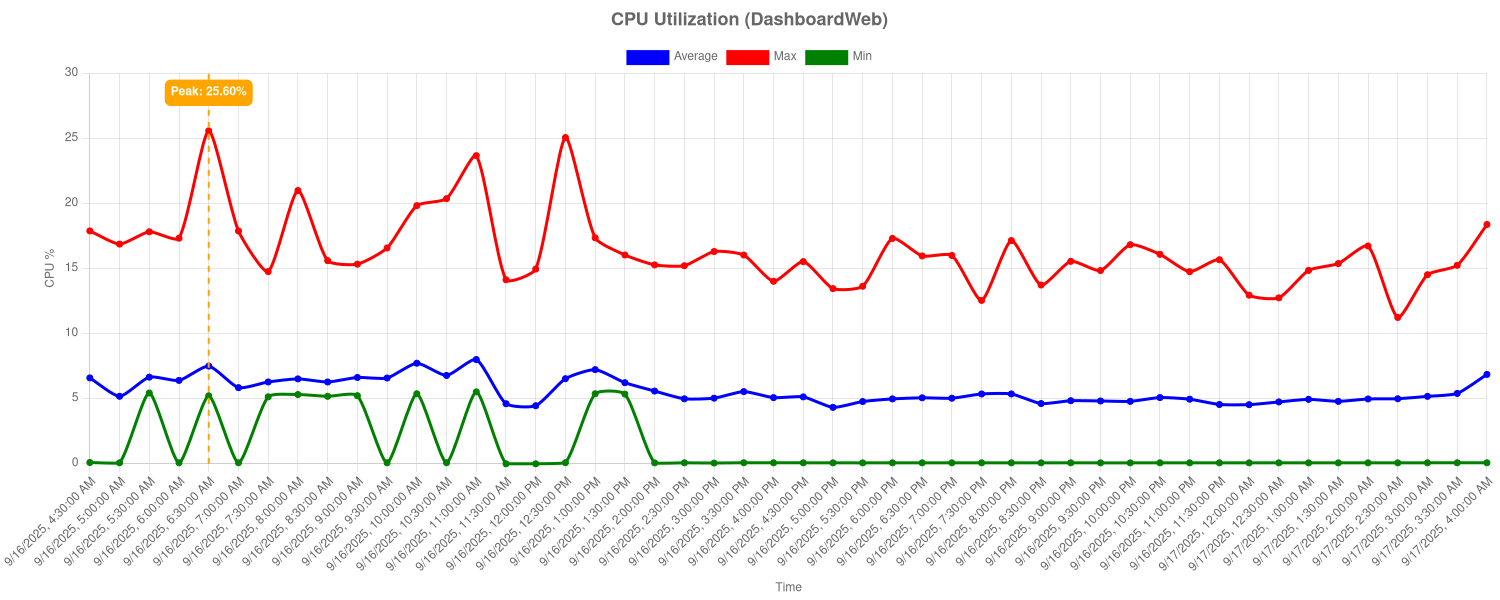 CPU Utilization (DashboardWeb)
Average
Max
Min
Peak: 25.60%
30
25
20
15
10
5
0
CPU %
9/16/2025, 4:30:00 AM
9/16/2025, 5:00:00 AM
9/16/2025, 5:30:00 AM
9/16/2025, 6:00:00 AM
9/16/2025, 6:30:00 AM
9/16/2025, 7:00:00 AM
9/16/2025, 7:30:00 AM
9/16/2025, 8:00:00 AM
9/16/2025, 8:30:00 AM
9/16/2025, 9:00:00 AM
9/16/2025, 9:30:00 AM
9/16/2025, 10:00:00 AM
9/16/2025, 10:30:00 AM
9/16/2025, 11:00:00 AM
9/16/2025, 11:30:00 AM
9/16/2025, 12:00:00 PM
9/16/2025, 12:30:00 PM
9/16/2025, 1:00:00 PM
9/16/2025, 1:30:00 PM
9/16/2025, 2:00:00 PM
9/16/2025, 2:30:00 PM
9/16/2025, 3:00:00 PM
9/16/2025, 3:30:00 PM
9/16/2025, 4:00:00 PM
9/16/2025, 4:30:00 PM
9/16/2025, 5:00:00 PM
9/16/2025, 5:30:00 PM
9/16/2025, 6:00:00 PM
9/16/2025, 6:30:00 PM
9/16/2025, 7:00:00 PM
9/16/2025, 7:30:00 PM
9/16/2025, 8:00:00 PM
9/16/2025, 8:30:00 PM
9/16/2025, 9:00:00 PM
9/16/2025, 9:30:00 PM
9/16/2025, 10:00:00 PM
9/16/2025, 10:30:00 PM
9/16/2025, 11:00:00 PM
9/16/2025, 11:30:00 PM
9/17/2025, 12:00:00 AM
9/17/2025, 12:30:00 AM
9/17/2025, 1:00:00 AM
9/17/2025, 1:30:00 AM
9/17/2025, 2:00:00 AM
9/17/2025, 2:30:00 AM
9/17/2025, 3:00:00 AM
9/17/2025, 3:30:00 AM
9/17/2025, 4:00:00 AM
Time